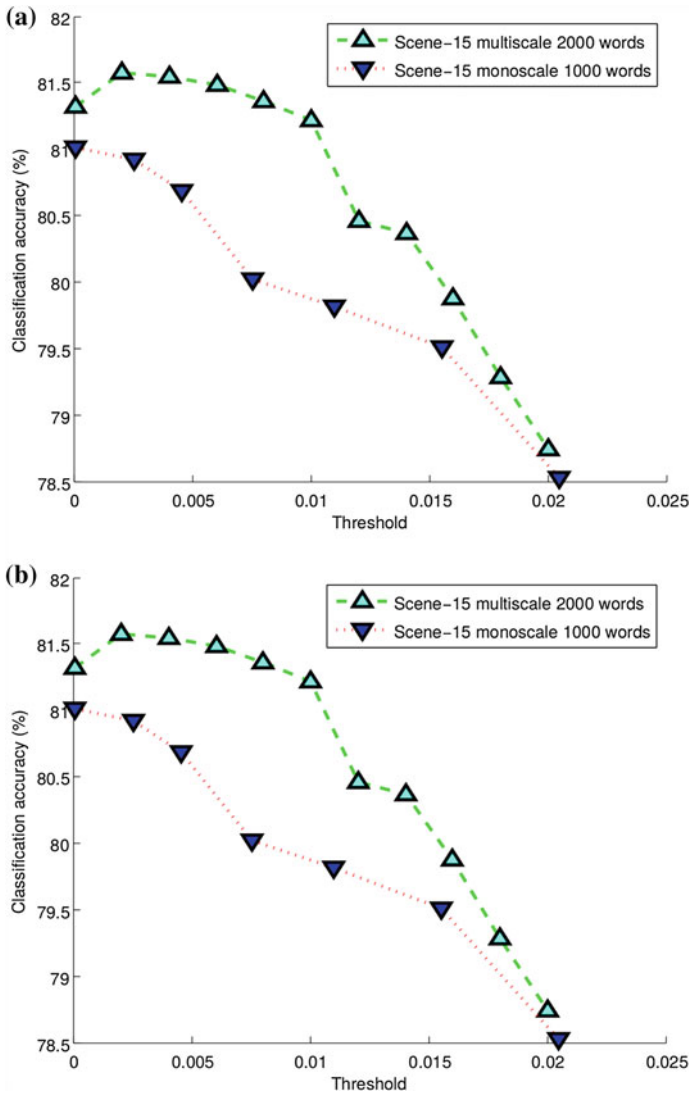 (a)
82
81.5
81
80.5
80
79.5
79
78.5
Classification accuracy (%)
Scene-15 multiscale 2000 words
Scene-15 monoscale 1000 words
0 0.005 0.01 0.015 0.02 0.025
Threshold
(b)
82
81.5
81
80.5
80
79.5
79
78.5
Classification accuracy (%)
Scene-15 multiscale 2000 words
Scene-15 monoscale 1000 words
0 0.005 0.01 0.015 0.02 0.025
Threshold